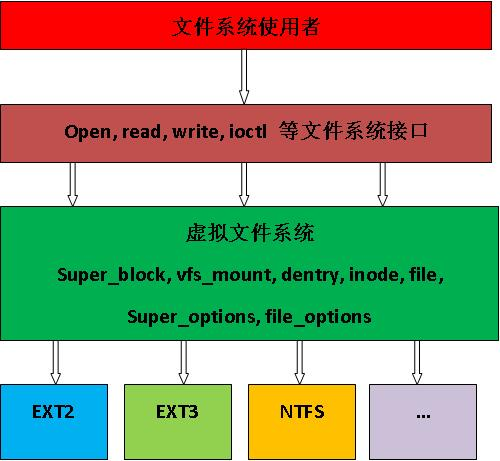 文件系统使用者
Open, read, write, ioctl 等文件系统接口
虚拟文件系统
Super_block, vfs_mount, dentry, inode, file,
Super_options, file_options
EXT2
EXT3
NTFS
...